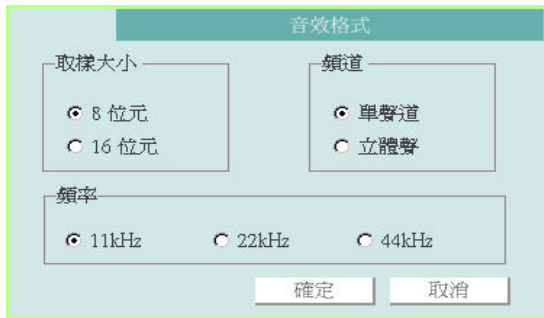 音效格式
取樣大小
頻道
8 位元
單聲道
16 位元
立體聲
頻率
11kHz 22kHz 44kHz
確定 取消